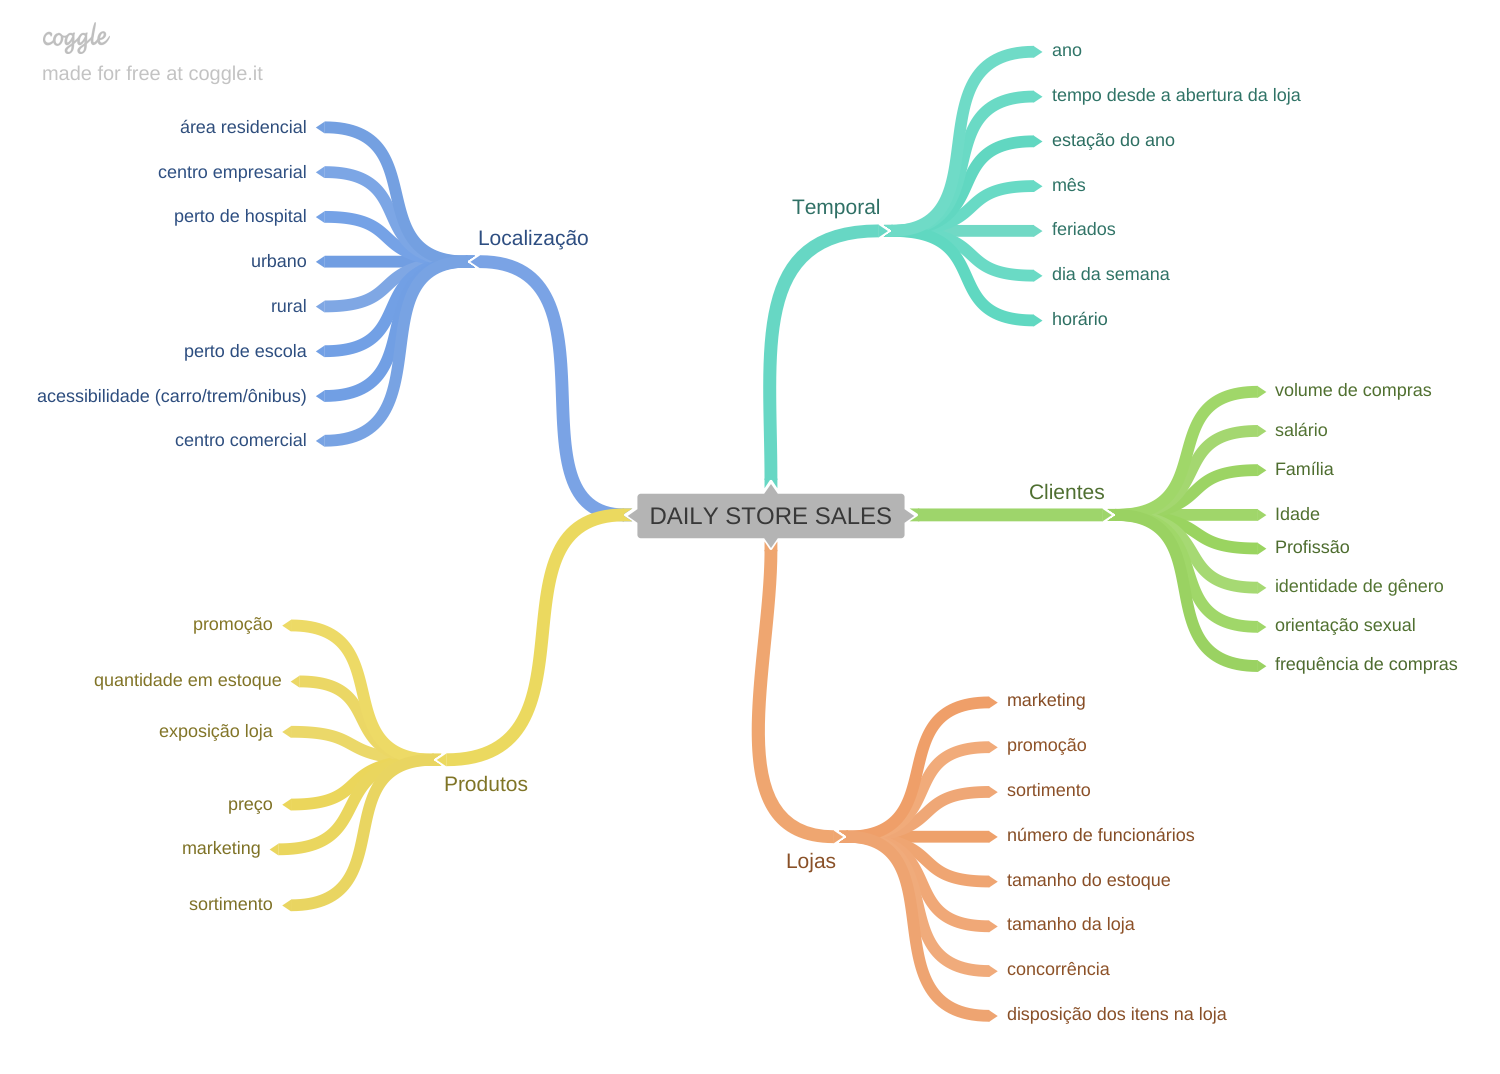 coggle
made for free at coggle.it
área residencial
centro empresarial
perto de hospital
urbano
rural
perto de escola
acessibilidade (carro/trem/ônibus)
centro comercial
Localização
Temporal
ano
tempo desde a abertura da loja
estação do ano
mês
feriados
dia da semana
horário
DAILY STORE SALES
Clientes
volume de compras
salário
Família
Idade
Profissão
identidade de gênero
orientação sexual
frequência de compras
promoção
quantidade em estoque
exposição loja
preço
marketing
sortimento
Produtos
Lojas
marketing
promoção
sortimento
número de funcionários
tamanho do estoque
tamanho da loja
concorrência
disposição dos itens na loja